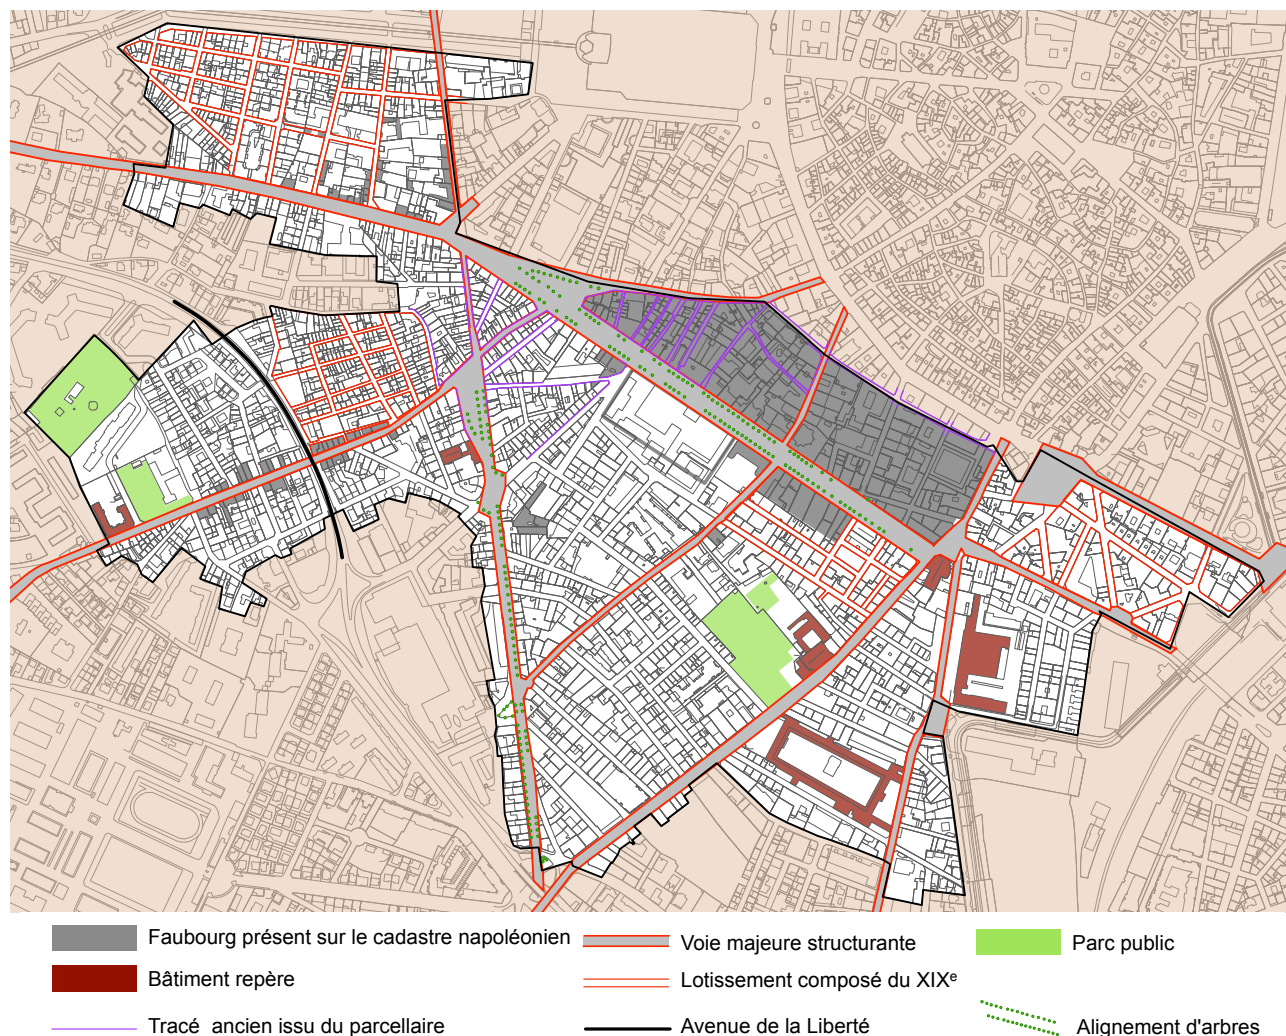 Faubourg présent sur le cadastre napoléonien
Voie majeure structurante
Parc public
Bâtiment repère
Lotissement composé du XIXᵉ
Tracé ancien issu du parcellaire
Avenue de la Liberté
Alignement d'arbres